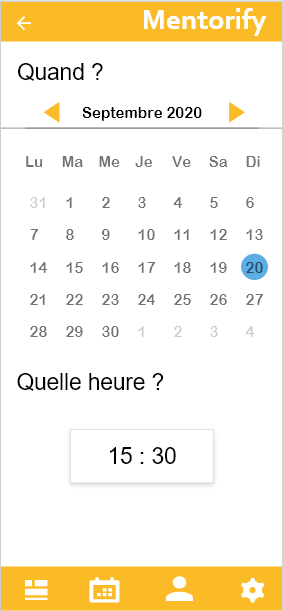 Mentorify
Quand ?
Septembre 2020
Lu Ma Me Je Ve Sa Di
31 1 2 3 4 5 6
7 8 9 10 11 12 13
14 15 16 17 18 19 20
21 22 23 24 25 26 27
28 29 30 1 2 3 4
Quelle heure ?
15 : 30